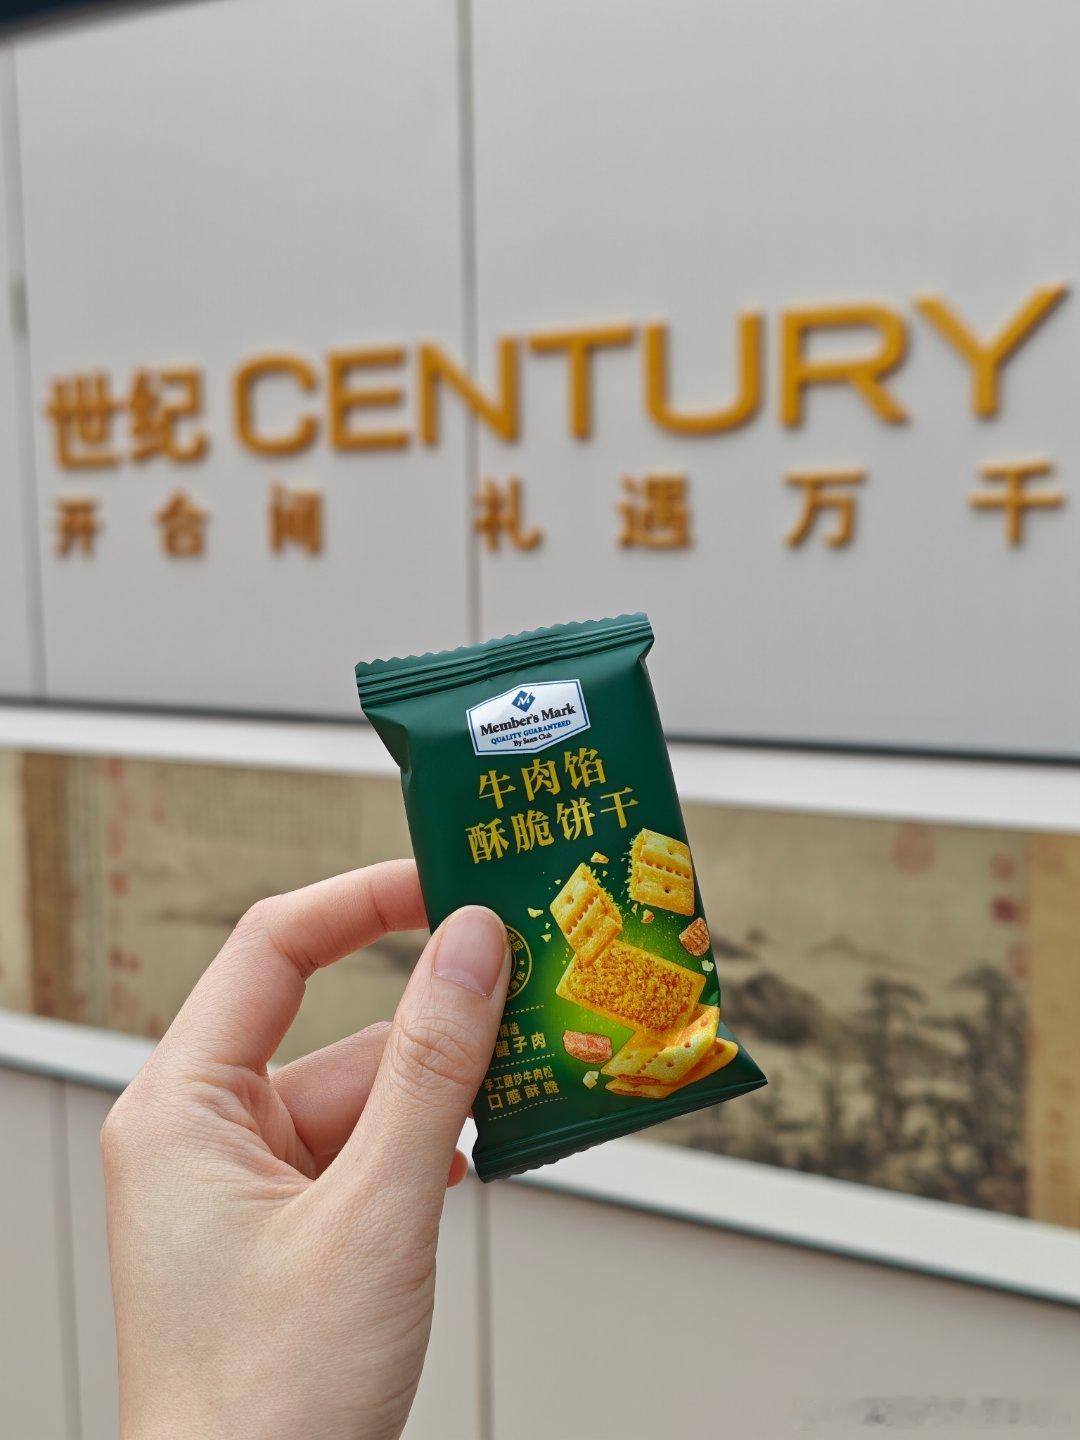 世纪 CENTURY
开合间 礼遇万千
Member's Mark
QUALITY GUARANTEED
By Sam's Club
牛肉馅
酥脆饼干
精选
腱子肉
手工翻炒牛肉松
口感酥脆